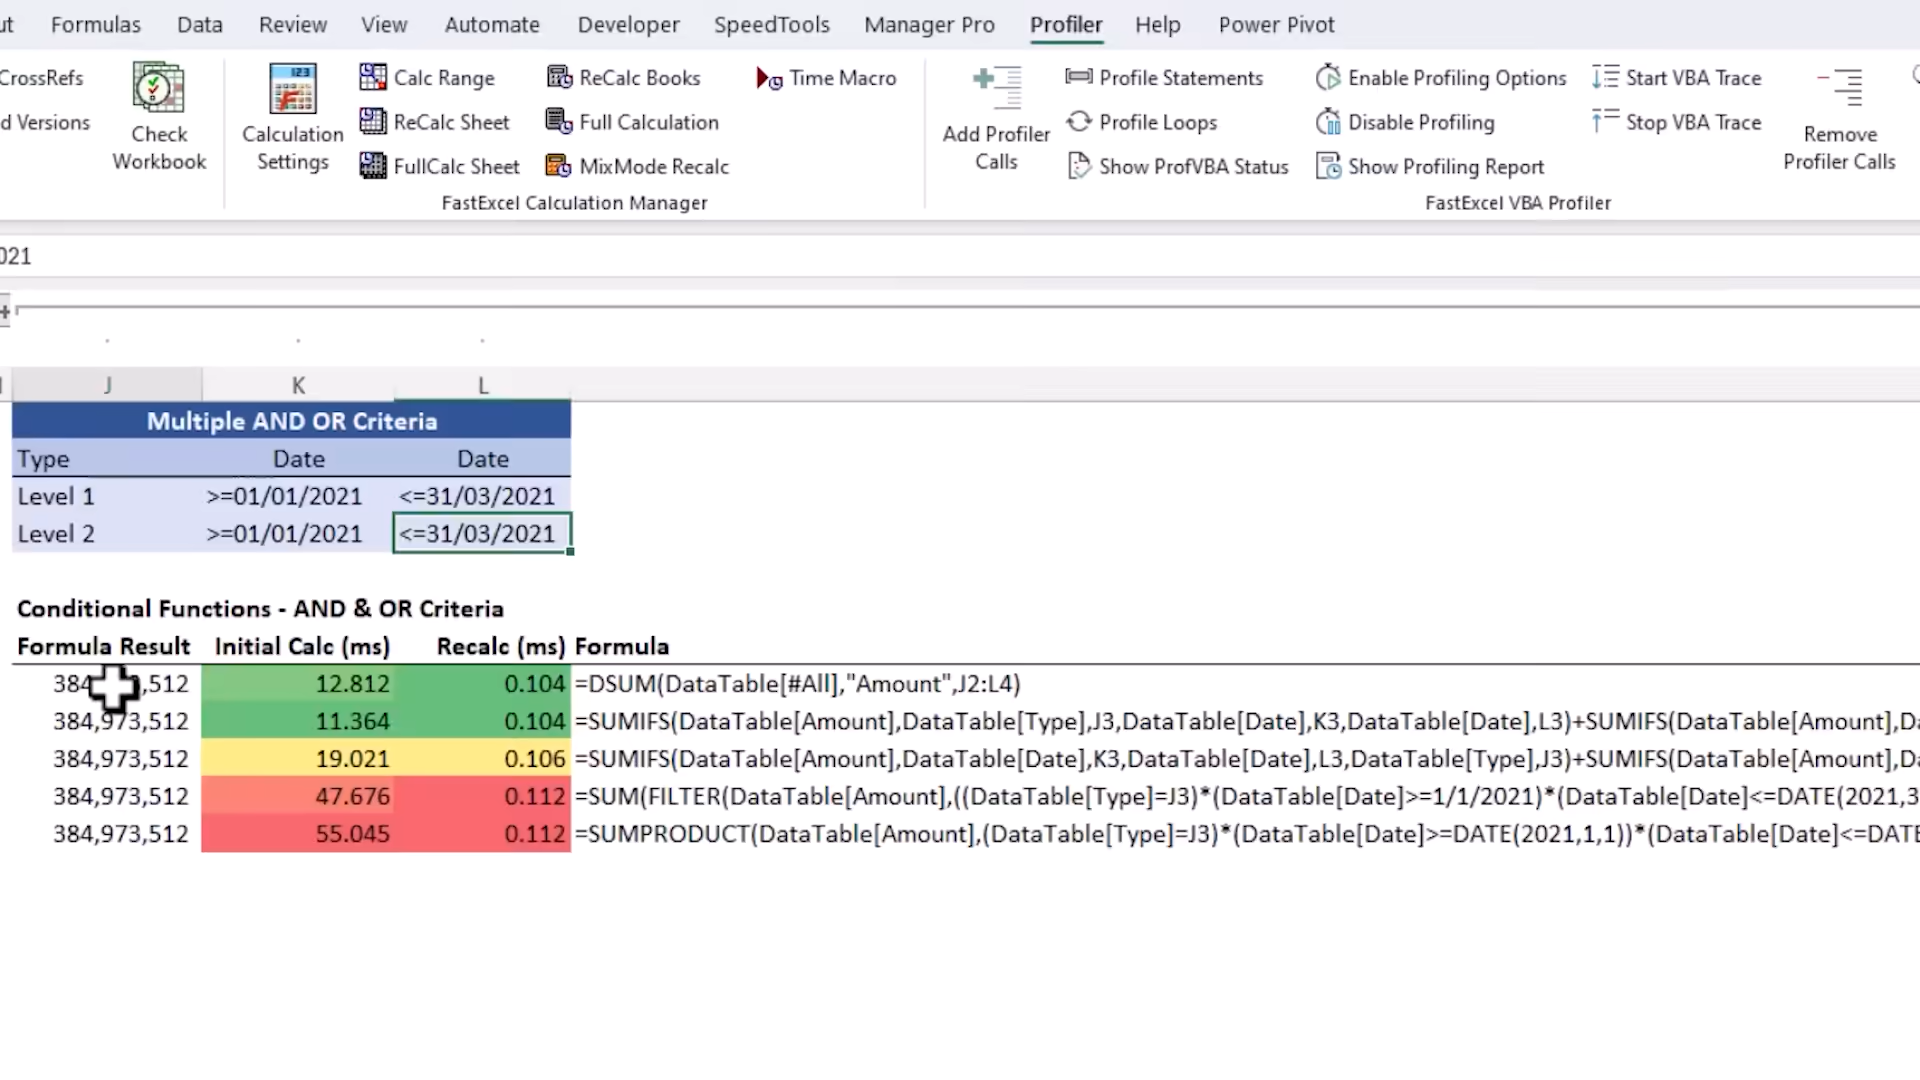 Formulas Data Review View Automate Developer SpeedTools Manager Pro Profiler Help Power Pivot
CrossRefs
Versions
Check
Workbook
Calculation
Settings
Calc Range
ReCalc Sheet
FullCalc Sheet
ReCalc Books
Full Calculation
MixMode Recalc
Time Macro
FastExcel Calculation Manager
Add Profiler
Calls
Profile Statements
Profile Loops
Show ProfVBA Status
Enable Profiling Options
Disable Profiling
Show Profiling Report
Start VBA Trace
Stop VBA Trace
Remove
Profiler Calls
FastExcel VBA Profiler
021
J K L
Multiple AND OR Criteria
Type Date Date
Level 1 >=01/01/2021 <=31/03/2021
Level 2 >=01/01/2021 <=31/03/2021
Conditional Functions - AND & OR Criteria
Formula Result Initial Calc (ms) Recalc (ms) Formula
12.812 0.104 =DSUM(DataTable[#All],"Amount",J2:L4)
384,973,512 11.364 0.104 =SUMIFS(DataTable[Amount],DataTable[Type],J3,DataTable[Date],K3,DataTable[Date],L3)+SUMIFS(DataTable[Amount],Da
384,973,512 19.021 0.106 =SUMIFS(DataTable[Amount],DataTable[Date],K3,DataTable[Date],L3,DataTable[Type],J3)+SUMIFS(DataTable[Amount],Da
384,973,512 47.676 0.112 =SUM(FILTER(DataTable[Amount],((DataTable[Type]=J3)*(DataTable[Date]>=1/1/2021)*(DataTable[Date]<=DATE(2021,3
384,973,512 55.045 0.112 =SUMPRODUCT(DataTable[Amount],(DataTable[Type]=J3)*(DataTable[Date]>=DATE(2021,1,1))*(DataTable[Date]<=DATE